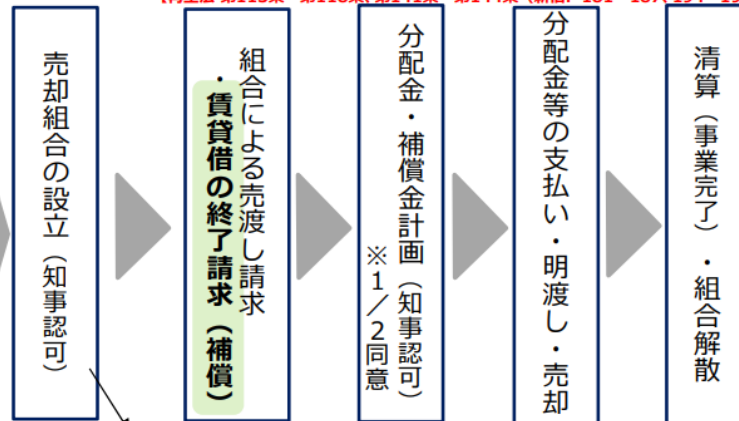 売却組合の設立（知事認可）
組合による売渡し請求
・賃貸借の終了請求（補償）
分配金・補償金計画（知事認可）
※１／２同意
分配金等の支払い・明渡し・売却
清算（事業完了）・組合解散